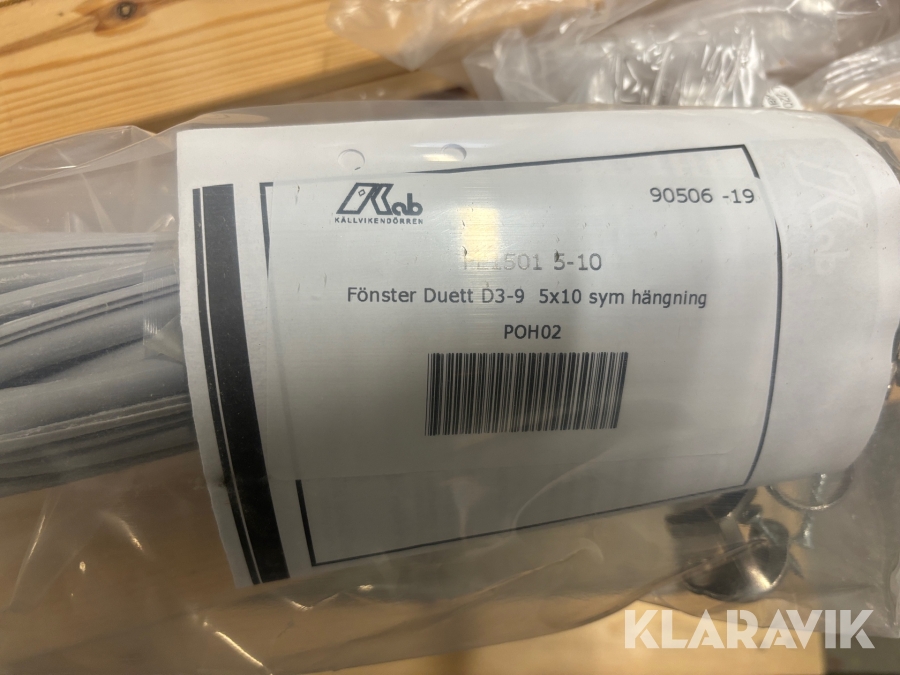 Kab
KÄLLVIKENDÖRREN
90506 -19
5-10
Fönster Duett D3-9 5x10 sym hängning
POH02
KLARAVIK